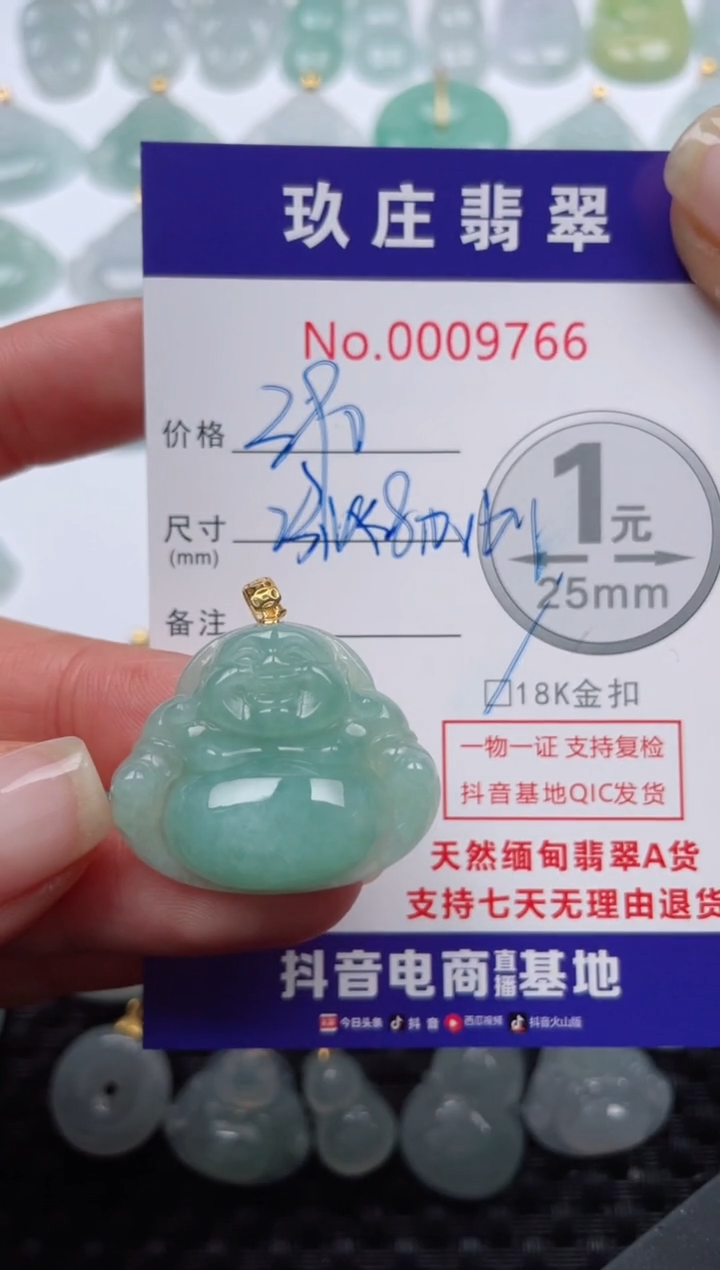 玖庄翡翠
No.0009766
价格
尺寸
(mm)
备注
1元
25mm
□18K金扣
一物一证 支持复检
抖音基地QIC发货
天然缅甸翡翠A货
支持七天无理由退货
抖音电商直播基地
今日头条 抖音 西瓜视频 抖音火山版